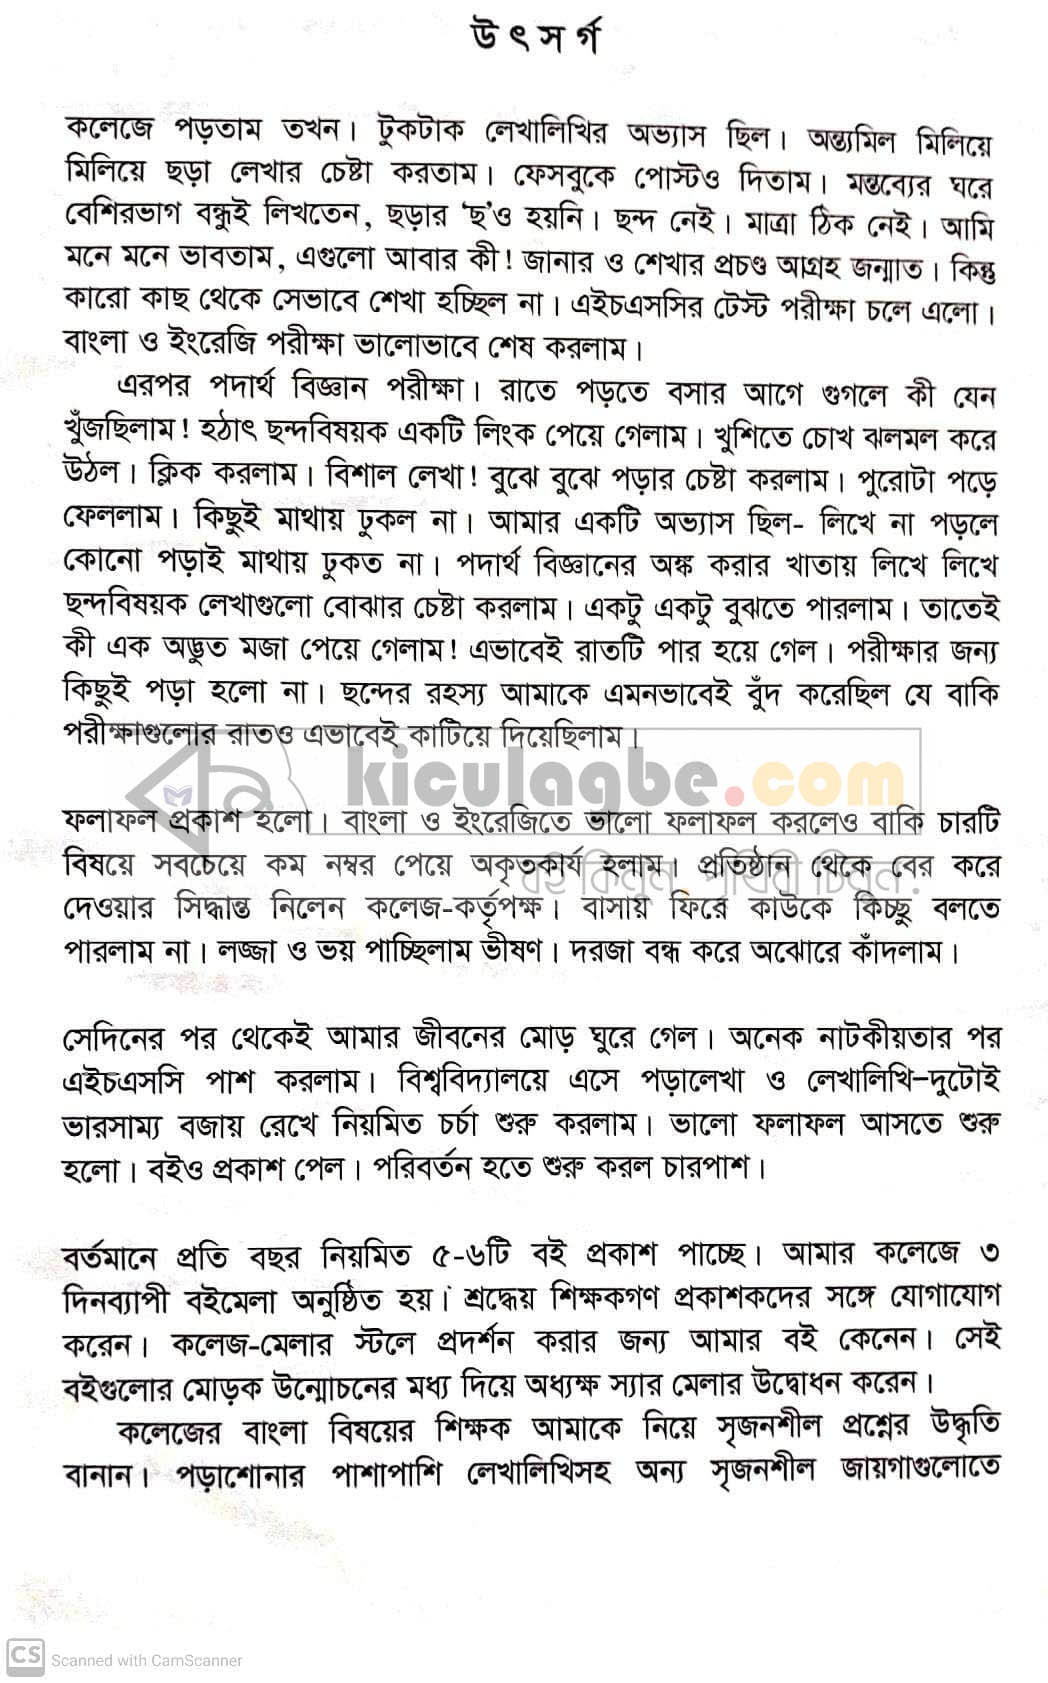 উৎসর্গ
কলেজে পড়তাম তখন। টুকটাক লেখালিখির অভ্যাস ছিল। অন্ত্যমিল মিলিয়ে
মিলিয়ে ছড়া লেখার চেষ্টা করতাম। ফেসবুকে পোস্টও দিতাম। মন্তব্যের ঘরে
বেশিরভাগ বন্ধুই লিখতেন, ছড়ার ‘ছ’ও হয়নি। ছন্দ নেই। মাত্রা ঠিক নেই। আমি
মনে মনে ভাবতাম, এগুলো আবার কী! জানার ও শেখার প্রচণ্ড আগ্রহ জন্মাত। কিন্তু
কারো কাছ থেকে সেভাবে শেখা হচ্ছিল না। এইচএসসির টেস্ট পরীক্ষা চলে এলো।
বাংলা ও ইংরেজি পরীক্ষা ভালোভাবে শেষ করলাম।
এরপর পদার্থ বিজ্ঞান পরীক্ষা। রাতে পড়তে বসার আগে গুগলে কী যেন
খুঁজছিলাম! হঠাৎ ছন্দবিষয়ক একটি লিংক পেয়ে গেলাম। খুশিতে চোখ ঝলমল করে
উঠল। ক্লিক করলাম। বিশাল লেখা! বুঝে বুঝে পড়ার চেষ্টা করলাম। পুরোটা পড়ে
ফেললাম। কিছুই মাথায় ঢুকল না। আমার একটি অভ্যাস ছিল- লিখে না পড়লে
কোনো পড়াই মাথায় ঢুকত না। পদার্থ বিজ্ঞানের অঙ্ক করার খাতায় লিখে লিখে
ছন্দবিষয়ক লেখাগুলো বোঝার চেষ্টা করলাম। একটু একটু বুঝতে পারলাম। তাতেই
কী এক অদ্ভুত মজা পেয়ে গেলাম! এভাবেই রাতটি পার হয়ে গেল। পরীক্ষার জন্য
কিছুই পড়া হলো না। ছন্দের রহস্য আমাকে এমনভাবেই বুঁদ করেছিল যে বাকি
পরীক্ষাগুলোর রাতও এভাবেই কাটিয়ে দিয়েছিলাম।
kiculagbe.com
ফলাফল প্রকাশ হলো। বাংলা ও ইংরেজিতে ভালো ফলাফল করলেও বাকি চারটি
বিষয়ে সবচেয়ে কম নম্বর পেয়ে অকৃতকার্য হলাম। প্রতিষ্ঠান থেকে বের করে
বই কিনুন, পৃথিবী চিনুন.
দেওয়ার সিদ্ধান্ত নিলেন কলেজ-কর্তৃপক্ষ। বাসায় ফিরে কাউকে কিচ্ছু বলতে
পারলাম না। লজ্জা ও ভয় পাচ্ছিলাম ভীষণ। দরজা বন্ধ করে অঝোরে কাঁদলাম।
সেদিনের পর থেকেই আমার জীবনের মোড় ঘুরে গেল। অনেক নাটকীয়তার পর
এইচএসসি পাশ করলাম। বিশ্ববিদ্যালয়ে এসে পড়ালেখা ও লেখালিখি–দুটোই
ভারসাম্য বজায় রেখে নিয়মিত চর্চা শুরু করলাম। ভালো ফলাফল আসতে শুরু
হলো। বইও প্রকাশ পেল। পরিবর্তন হতে শুরু করল চারপাশ।
বর্তমানে প্রতি বছর নিয়মিত ৫-৬টি বই প্রকাশ পাচ্ছে। আমার কলেজে ৩
দিনব্যাপী বইমেলা অনুষ্ঠিত হয়। শ্রদ্ধেয় শিক্ষকগণ প্রকাশকদের সঙ্গে যোগাযোগ
করেন। কলেজ-মেলার স্টলে প্রদর্শন করার জন্য আমার বই কেনেন। সেই
বইগুলোর মোড়ক উন্মোচনের মধ্য দিয়ে অধ্যক্ষ স্যার মেলার উদ্বোধন করেন।
কলেজের বাংলা বিষয়ের শিক্ষক আমাকে নিয়ে সৃজনশীল প্রশ্নের উদ্ধৃতি
বানান। পড়াশোনার পাশাপাশি লেখালিখিসহ অন্য সৃজনশীল জায়গাগুলোতে
CS Scanned with CamScanner